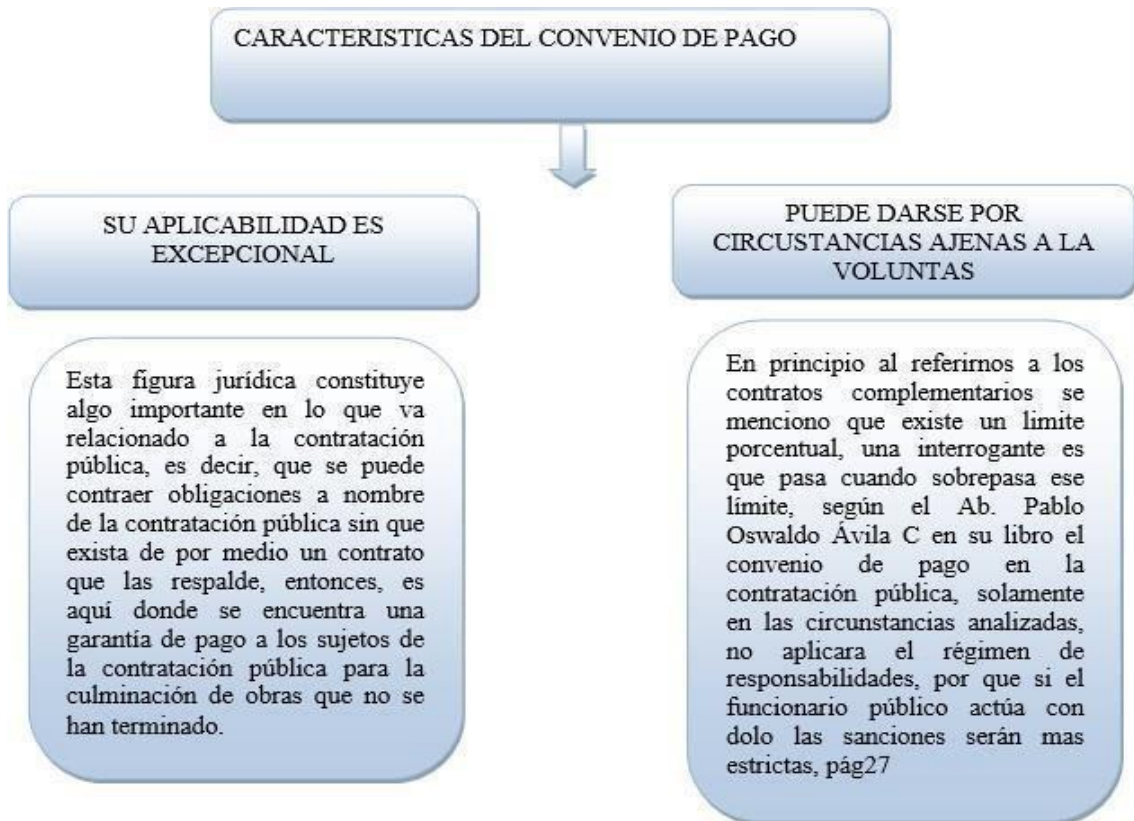 CARACTERISTICAS DEL CONVENIO DE PAGO
SU APLICABILIDAD ES
EXCEPCIONAL
Esta figura jurídica constituye
algo importante en lo que va
relacionado a la contratación
pública, es decir, que se puede
contraer obligaciones a nombre
de la contratación pública sin que
exista de por medio un contrato
que las respalde, entonces, es
aquí donde se encuentra una
garantía de pago a los sujetos de
la contratación pública para la
culminación de obras que no se
han terminado.
PUEDE DARSE POR
CIRCUSTANCIAS AJENAS A LA
VOLUNTAS
En principio al referirnos a los
contratos complementarios se
menciono que existe un limite
porcentual, una interrogante es
que pasa cuando sobrepasa ese
límite, según el Ab. Pablo
Oswaldo Ávila C en su libro el
convenio de pago en la
contratación pública, solamente
en las circunstancias analizadas,
no aplicara el régimen de
responsabilidades, por que si el
funcionario público actúa con
dolo las sanciones serán mas
estrictas, pág27